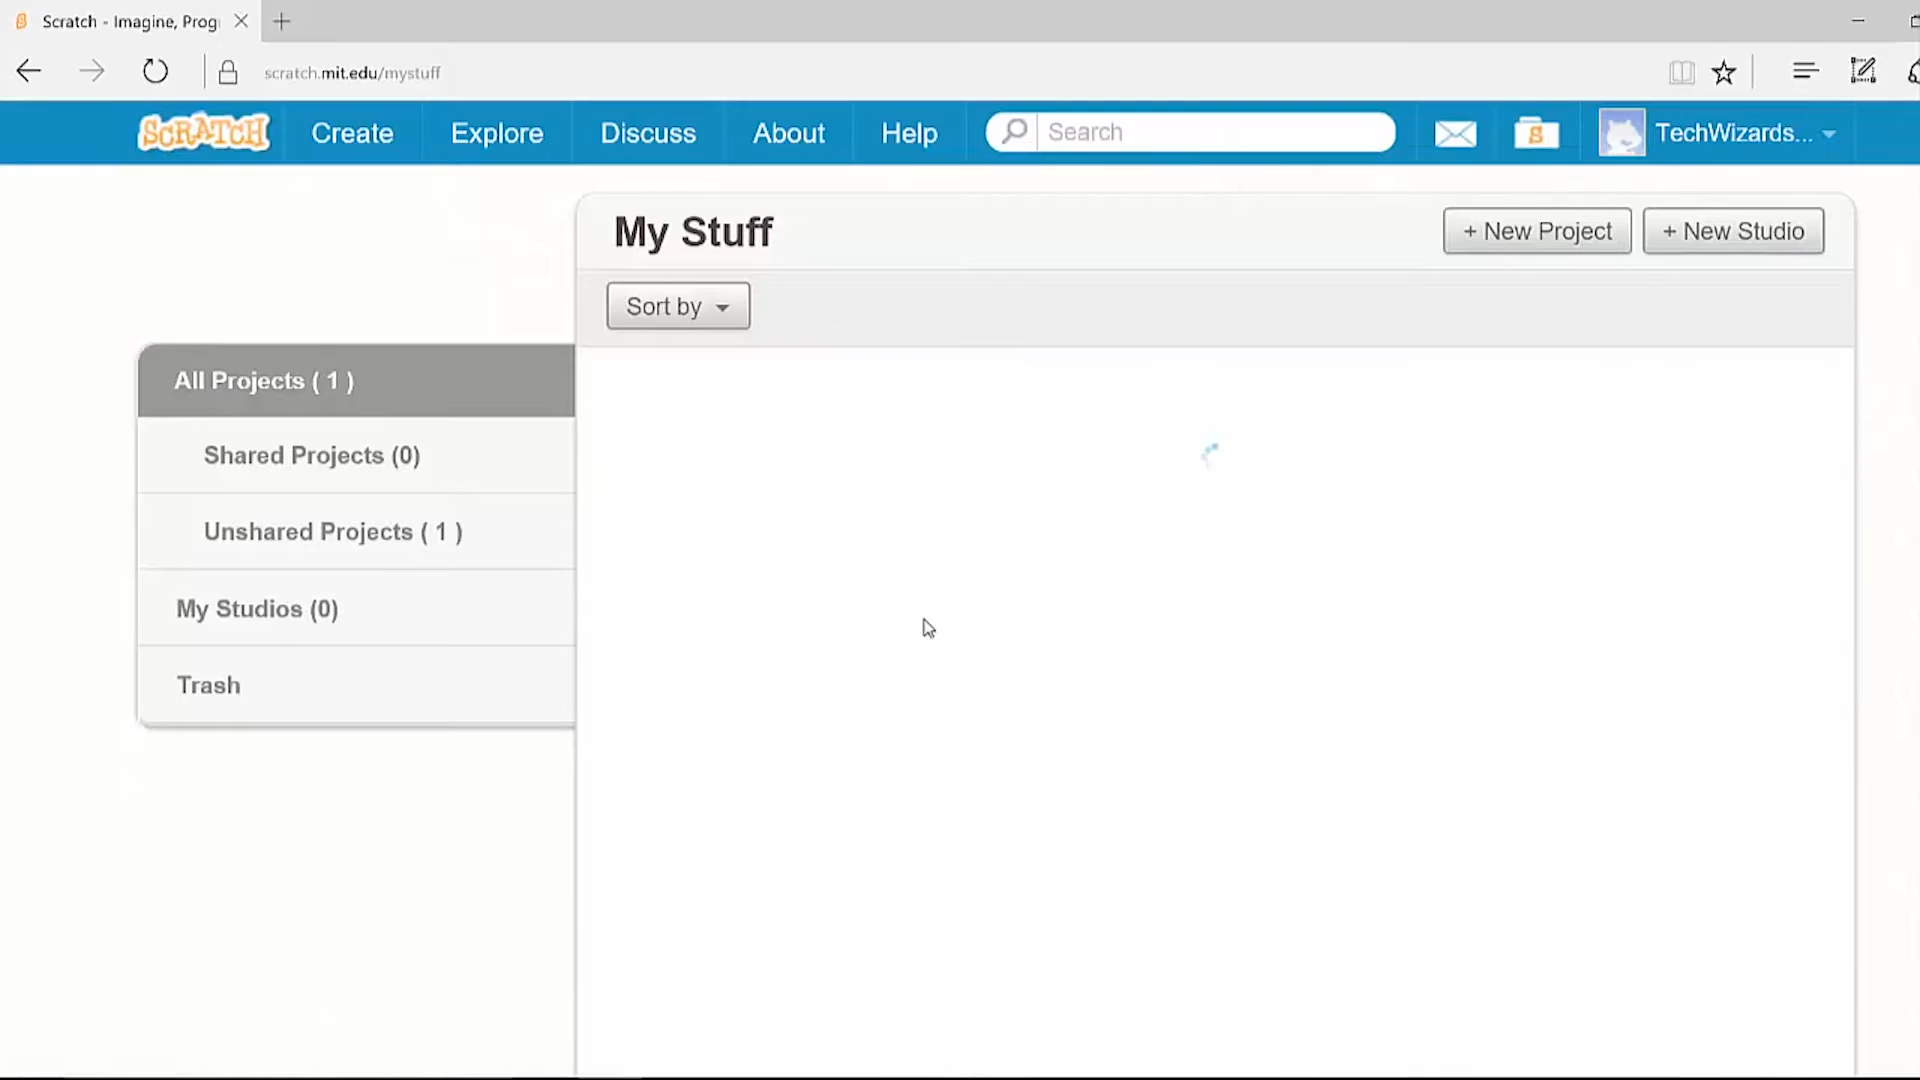 Scratch - Imagine, Prog
scratch.mit.edu/mystuff
SCRATCH
Create
Explore
Discuss
About
Help
Search
S
TechWizards...
My Stuff
+ New Project
+ New Studio
Sort by
All Projects ( 1 )
Shared Projects (0)
Unshared Projects ( 1 )
My Studios (0)
Trash